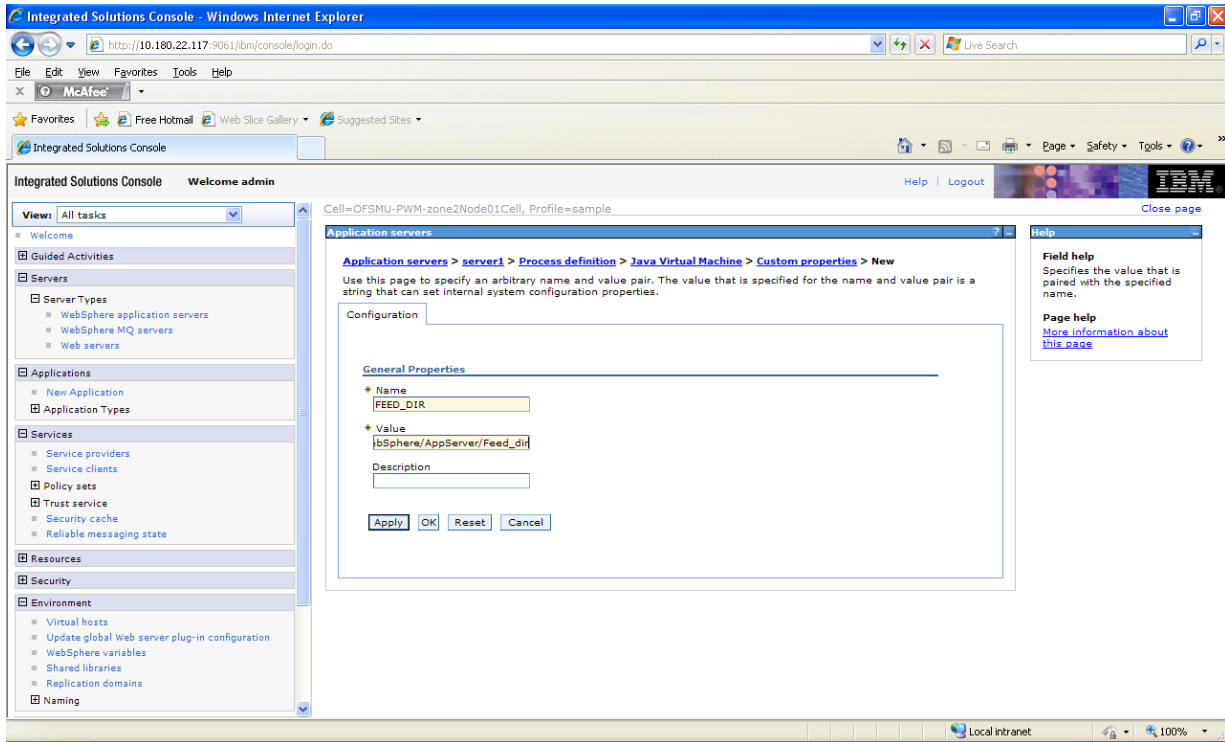 Integrated Solutions Console - Windows Internet Explorer
http://10.180.22.117:9061/ibm/console/login.do
Live Search
File Edit View Favorites Tools Help
x McAfee
Favorites Free Hotmail Web Slice Gallery Suggested Sites
Integrated Solutions Console
Page Safety Tools »
Integrated Solutions Console Welcome admin
Help | Logout
IBM.
View: All tasks
Cell=OFSMU-PWM-zone2Node01Cell, Profile=sample
Close page
Welcome
Guided Activities
Servers
Server Types
WebSphere application servers
WebSphere MQ servers
Web servers
Applications
New Application
Application Types
Services
Service providers
Service clients
Policy sets
Trust service
Security cache
Reliable messaging state
Resources
Security
Environment
Virtual hosts
Update global Web server plug-in configuration
WebSphere variables
Shared libraries
Replication domains
Naming
Application servers
? -
Application servers > server1 > Process definition > Java Virtual Machine > Custom properties > New
Use this page to specify an arbitrary name and value pair. The value that is specified for the name and value pair is a
string that can set internal system configuration properties.
Configuration
General Properties
* Name
FEED_DIR
* Value
bSphere/AppServer/Feed_dir
Description
Apply OK Reset Cancel
Help
Field help
Specifies the value that is
paired with the specified
name.
Page help
More information about
this page
Local intranet
100%